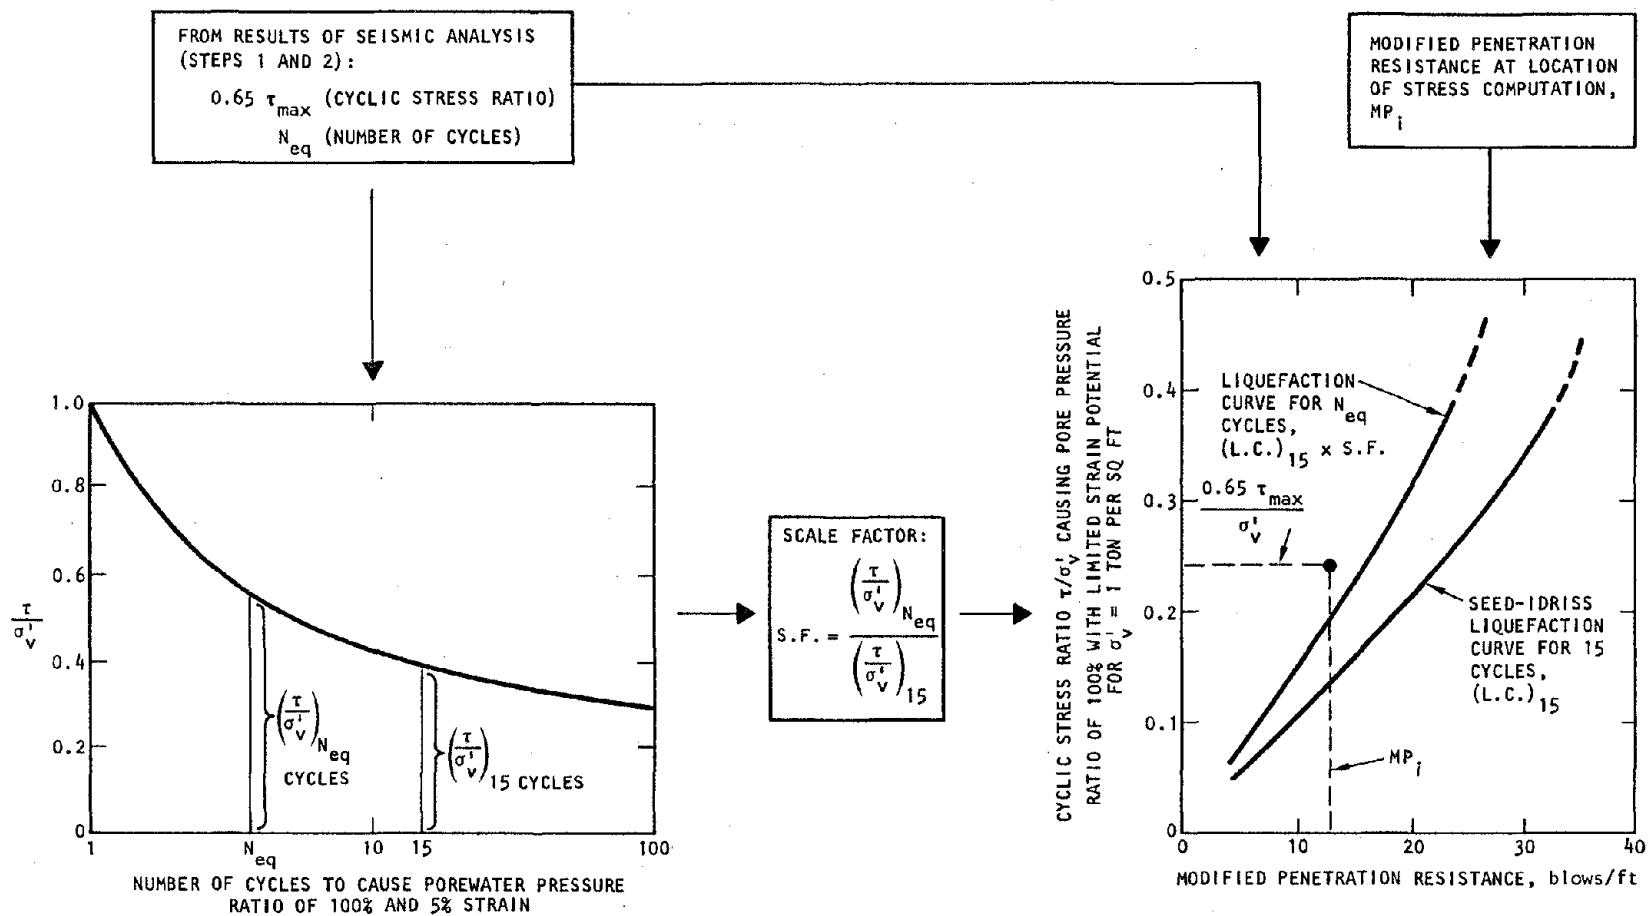 FROM RESULTS OF SEISMIC ANALYSIS
(STEPS 1 AND 2):
0.65 τmax (CYCLIC STRESS RATIO)
Neq (NUMBER OF CYCLES)
MODIFIED PENETRATION
RESISTANCE AT LOCATION
OF STRESS COMPUTATION,
MPi
1.0
0.8
0.6
0.4
0.2
0
τ
σ'v
(τ/σ'v)Neq
CYCLES
(τ/σ'v)15 CYCLES
1
Neq
10
15
100
NUMBER OF CYCLES TO CAUSE POREWATER PRESSURE
RATIO OF 100% AND 5% STRAIN
SCALE FACTOR:
S.F. = (τ/σ'v)Neq / (τ/σ'v)15
CYCLIC STRESS RATIO τ/σ'v CAUSING PORE PRESSURE
RATIO OF 100% WITH LIMITED STRAIN POTENTIAL
FOR σ'v = 1 TON PER SQ FT
0.5
0.4
0.3
0.2
0.1
0
LIQUEFACTION
CURVE FOR Neq
CYCLES,
(L.C.)15 x S.F.
0.65 τmax
σ'v
SEED-IDRISS
LIQUEFACTION
CURVE FOR 15
CYCLES,
(L.C.)15
MPi
0
10
20
30
40
MODIFIED PENETRATION RESISTANCE, blows/ft